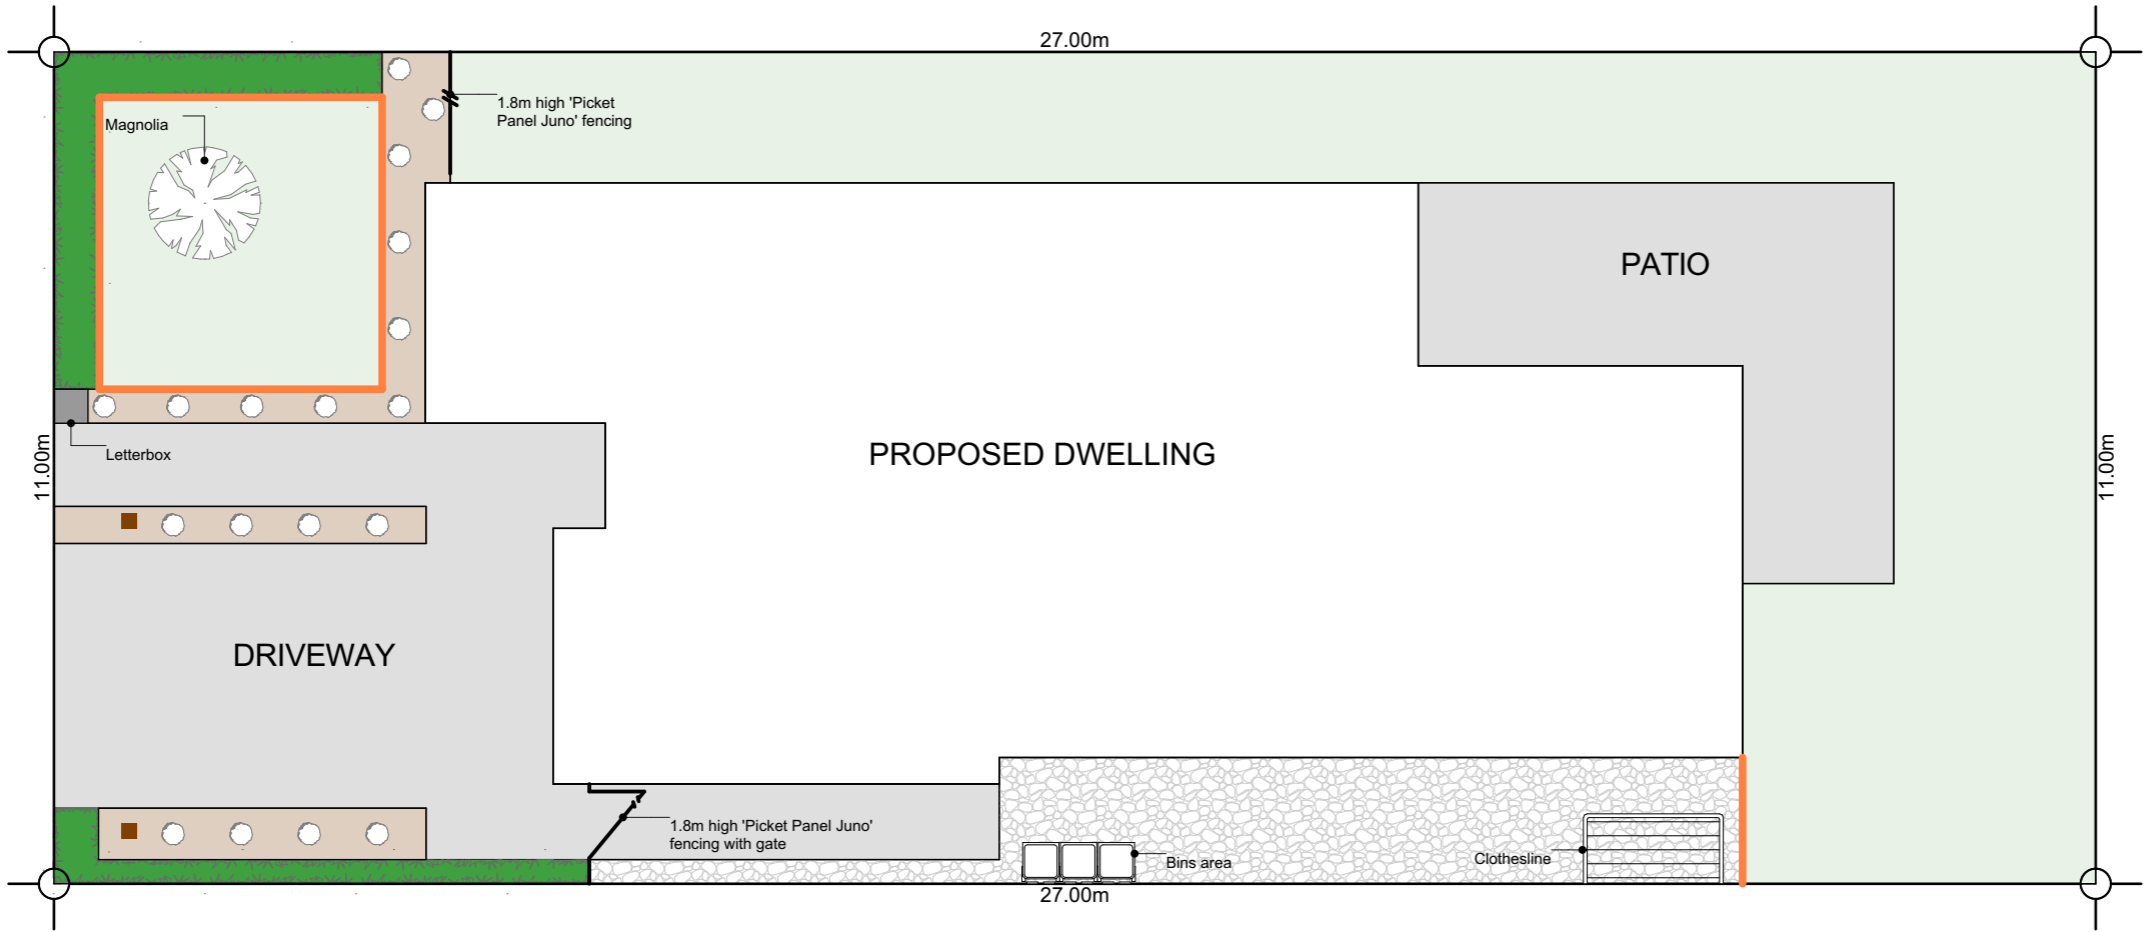 27.00m
1.8m high 'Picket
Panel Juno' fencing
Magnolia
PATIO
11.00m
Letterbox
PROPOSED DWELLING
11.00m
DRIVEWAY
1.8m high 'Picket Panel Juno'
fencing with gate
Bins area
Clothesline
27.00m